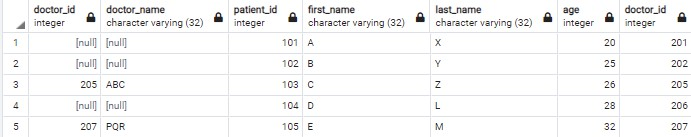 doctor_id doctor_name patient_id first_name last_name age doctor_id
integer character varying (32) integer character varying (32) character varying (32) integer integer
1 [null] [null] 101 A X 20 201
2 [null] [null] 102 B Y 25 202
3 205 ABC 103 C Z 26 205
4 [null] [null] 104 D L 28 206
5 207 PQR 105 E M 32 207